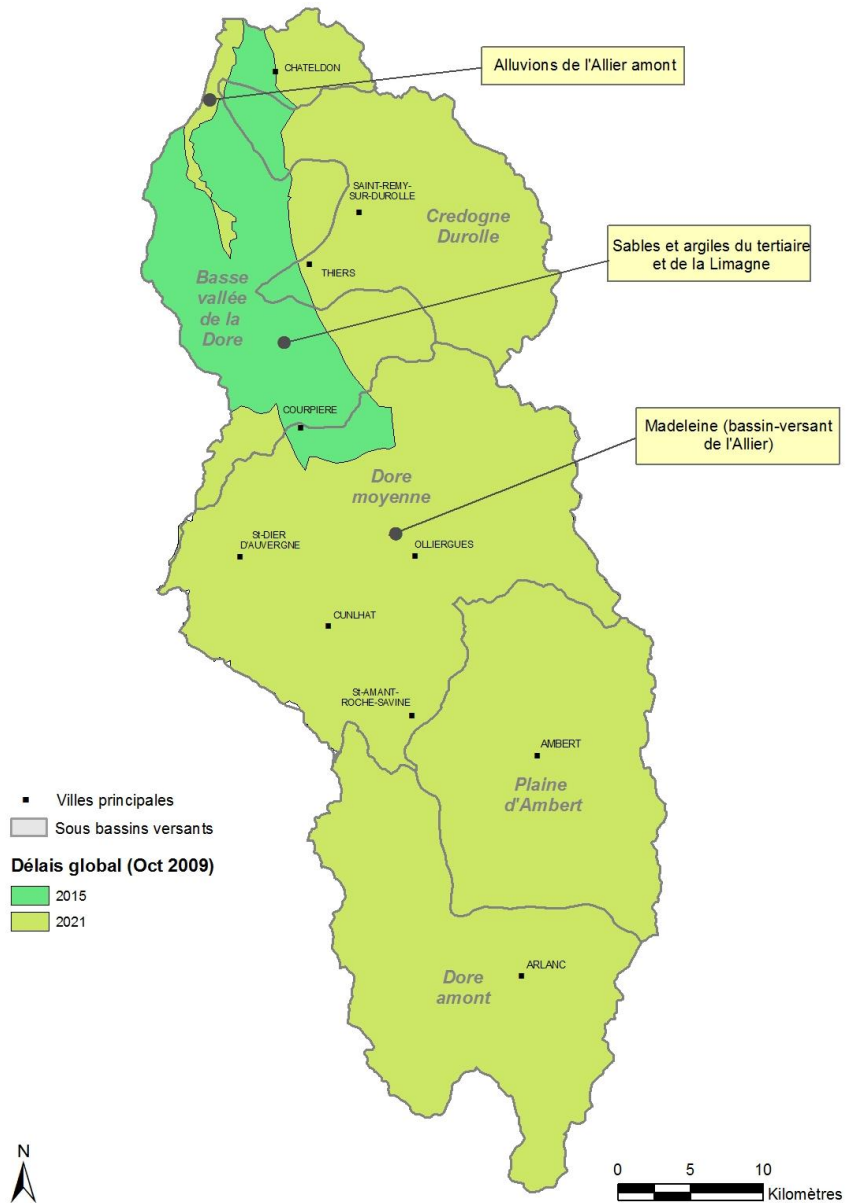 CHATELDON
Alluvions de l'Allier amont
SAINT-REMY-
SUR-DUROLLE
Credogne
Durolle
Sables et argiles du tertiaire
et de la Limagne
THIERS
Basse
vallée
de la
Dore
COURPIERE
Madeleine (bassin-versant
de l'Allier)
Dore
moyenne
St-DIER
D'AUVERGNE
OLLIERGUES
CUNLHAT
St-AMANT-
ROCHE-SAVINE
AMBERT
Plaine
d'Ambert
Villes principales
Sous bassins versants
Délais global (Oct 2009)
2015
2021
ARLANC
Dore
amont
N
0 5 10
Kilomètres